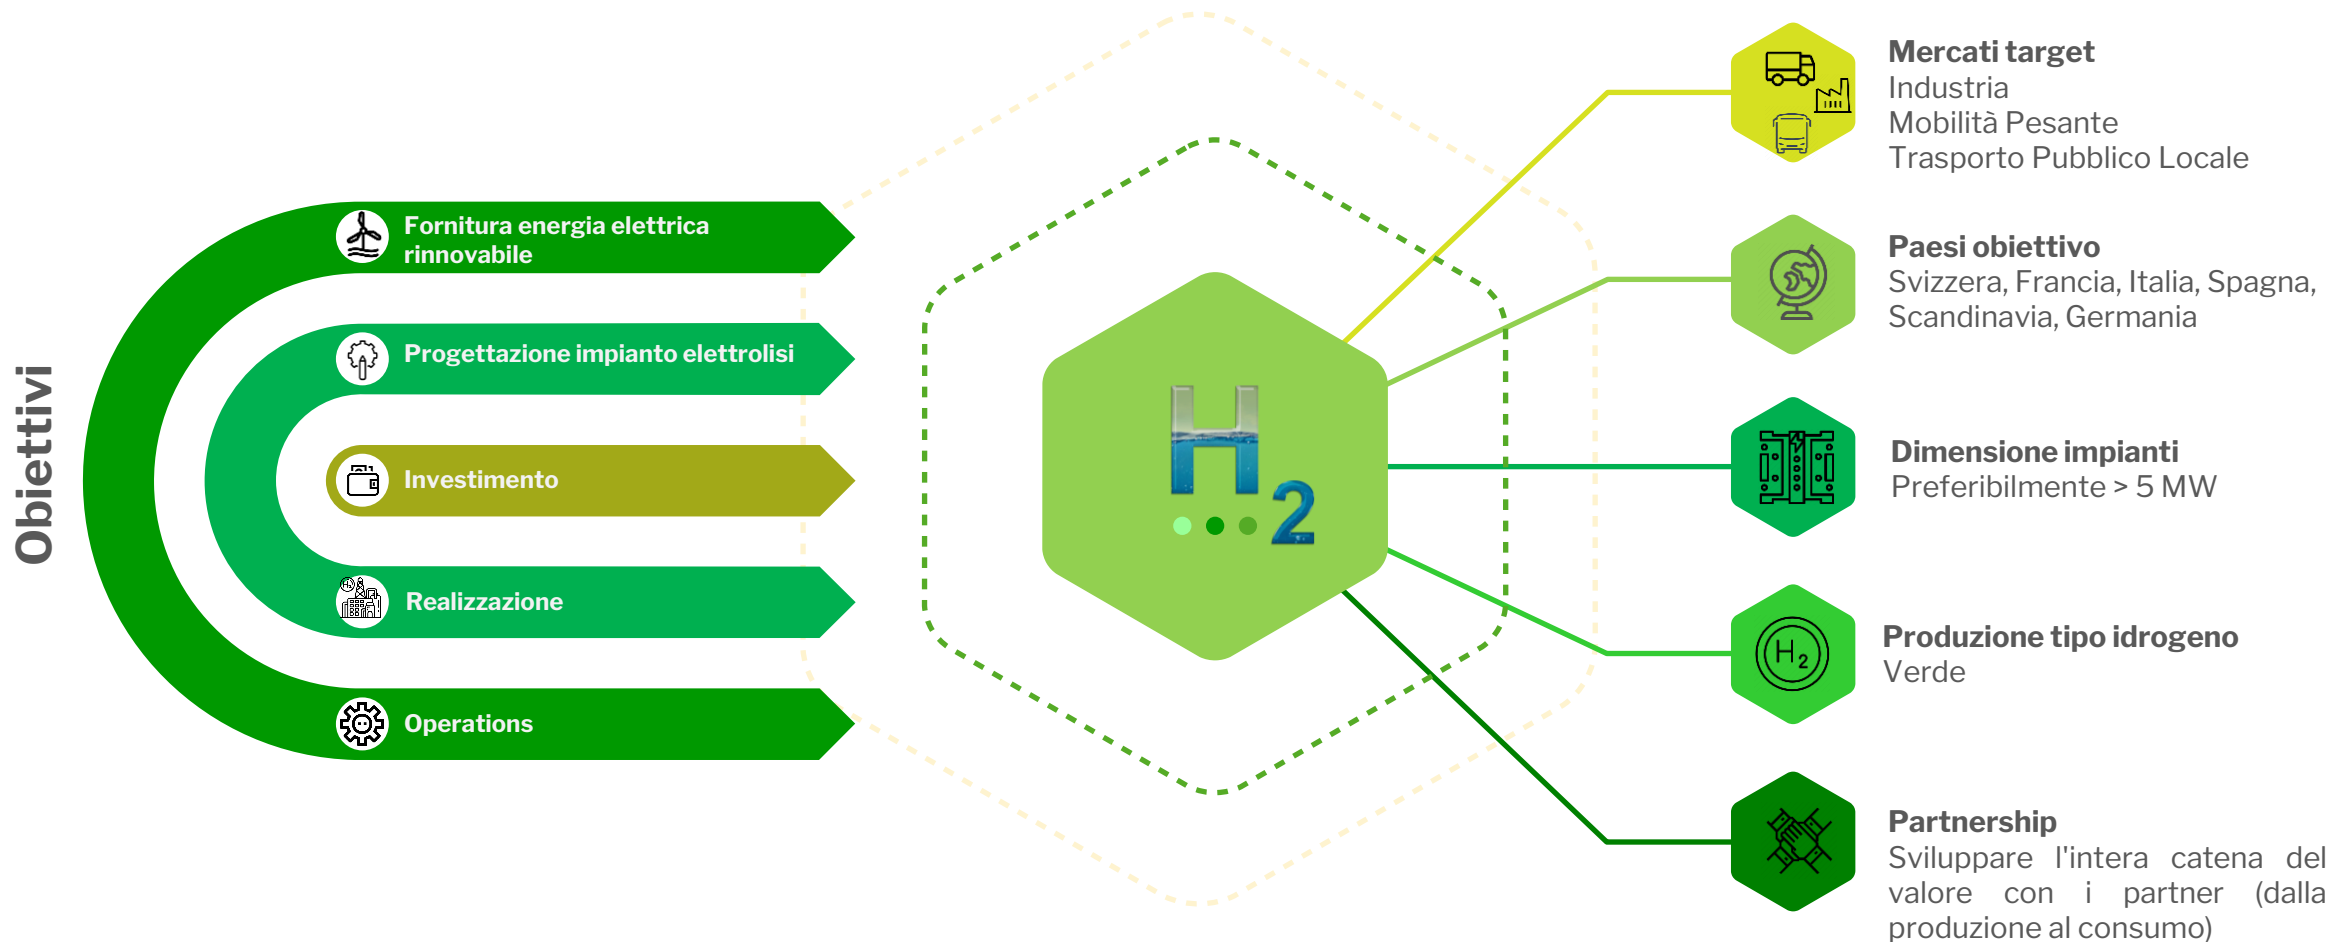 Obiettivi
Fornitura energia elettrica
rinnovabile
Progettazione impianto elettrolisi
Investimento
Realizzazione
Operations
H2
Mercati target
Industria
Mobilità Pesante
Trasporto Pubblico Locale
Paesi obiettivo
Svizzera, Francia, Italia, Spagna,
Scandinavia, Germania
Dimensione impianti
Preferibilmente > 5 MW
H2
Produzione tipo idrogeno
Verde
Partnership
Sviluppare l'intera catena del
valore con i partner (dalla
produzione al consumo)